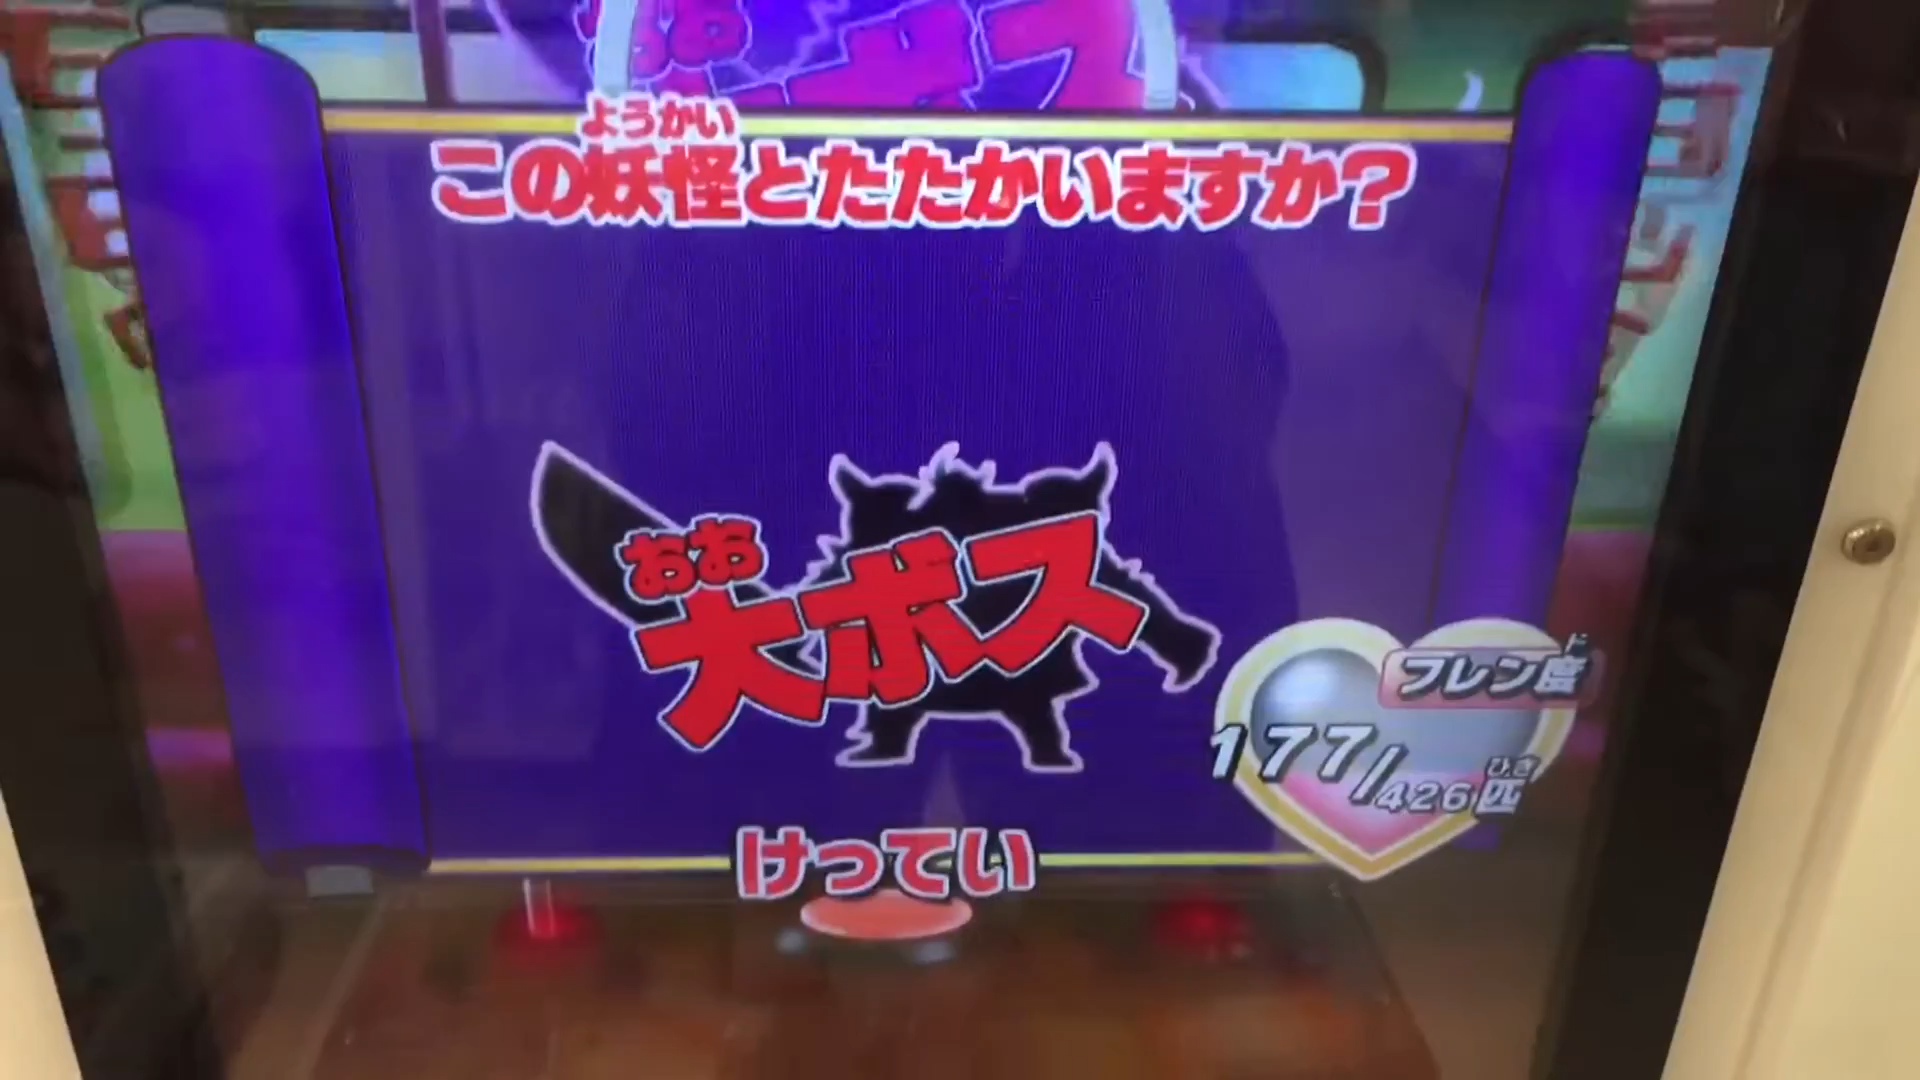 ようかい
この妖怪とたたかいますか?
おお
大ボス
ド
フレン度
177/426匹
ひき
けってい